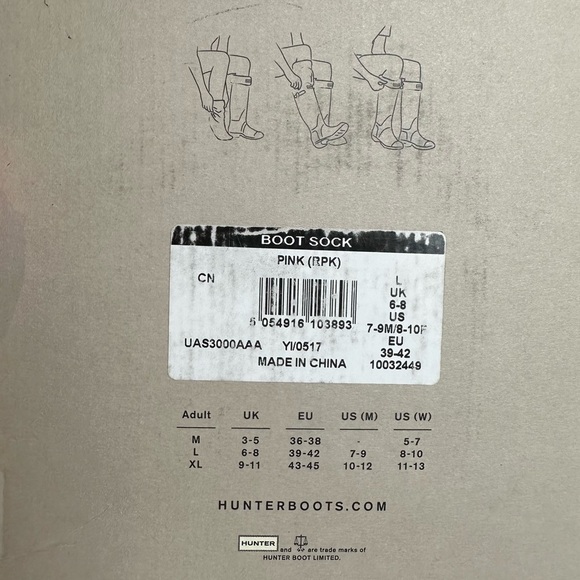 BOOT SOCK
PINK (RPK)
CN
L
UK
6-8
US
7-9M/8-10F
EU
39-42
10032449
5 054916 103893
UAS3000AAA YI/0517
MADE IN CHINA
Adult UK EU US (M) US (W)
M 3-5 36-38 - 5-7
L 6-8 39-42 7-9 8-10
XL 9-11 43-45 10-12 11-13
HUNTERBOOTS.COM
HUNTER and are trade marks of
HUNTER BOOT LIMITED.